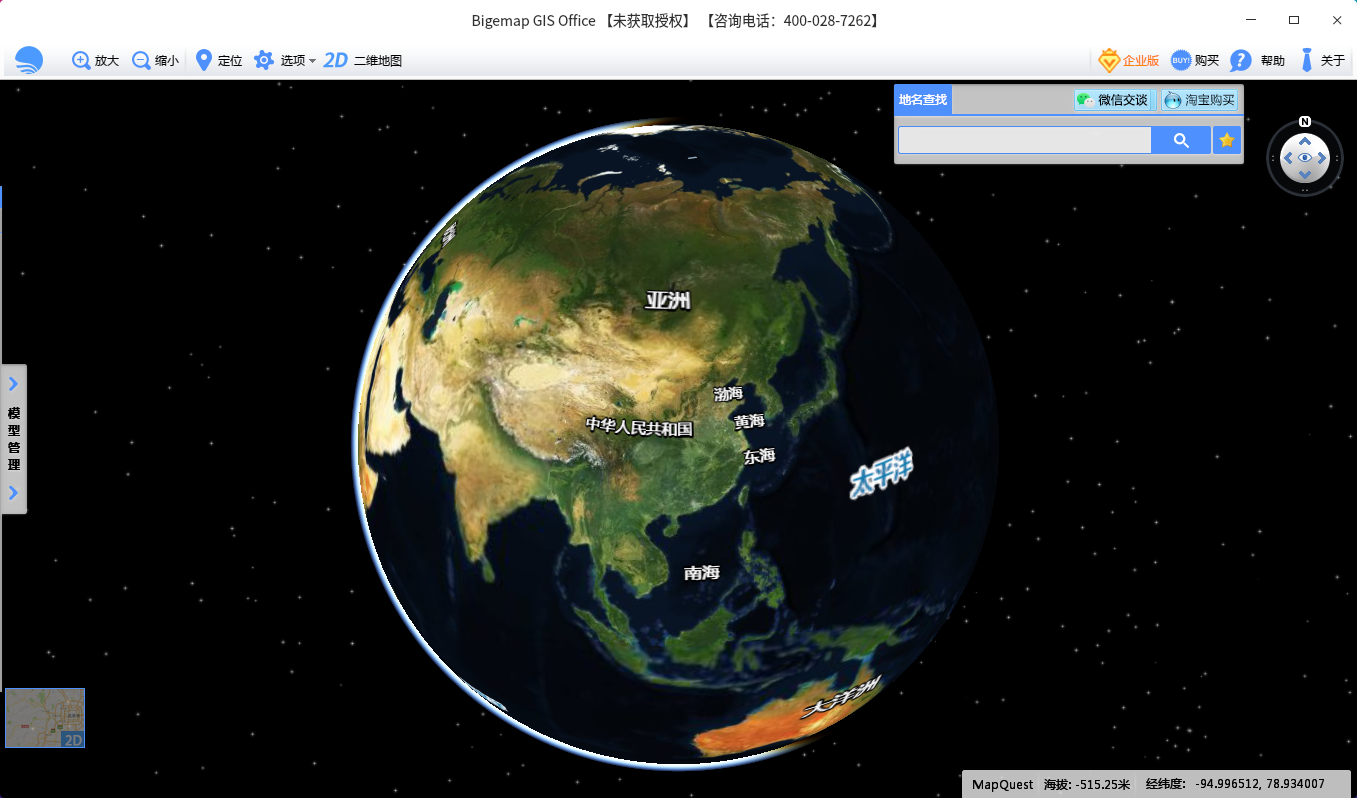 Bigemap GIS Office 【未获取授权】 【咨询电话：400-028-7262】
放大 缩小 定位 选项 2D 二维地图 企业版 BUY! 购买 ? 帮助 关于
地名查找 微信交谈 淘宝购买
N
亚洲
渤海
中华人民共和国 黄海
东海
太平洋
南海
大洋洲
模型管理
2D
MapQuest 海拔: -515.25米 经纬度: -94.996512, 78.934007